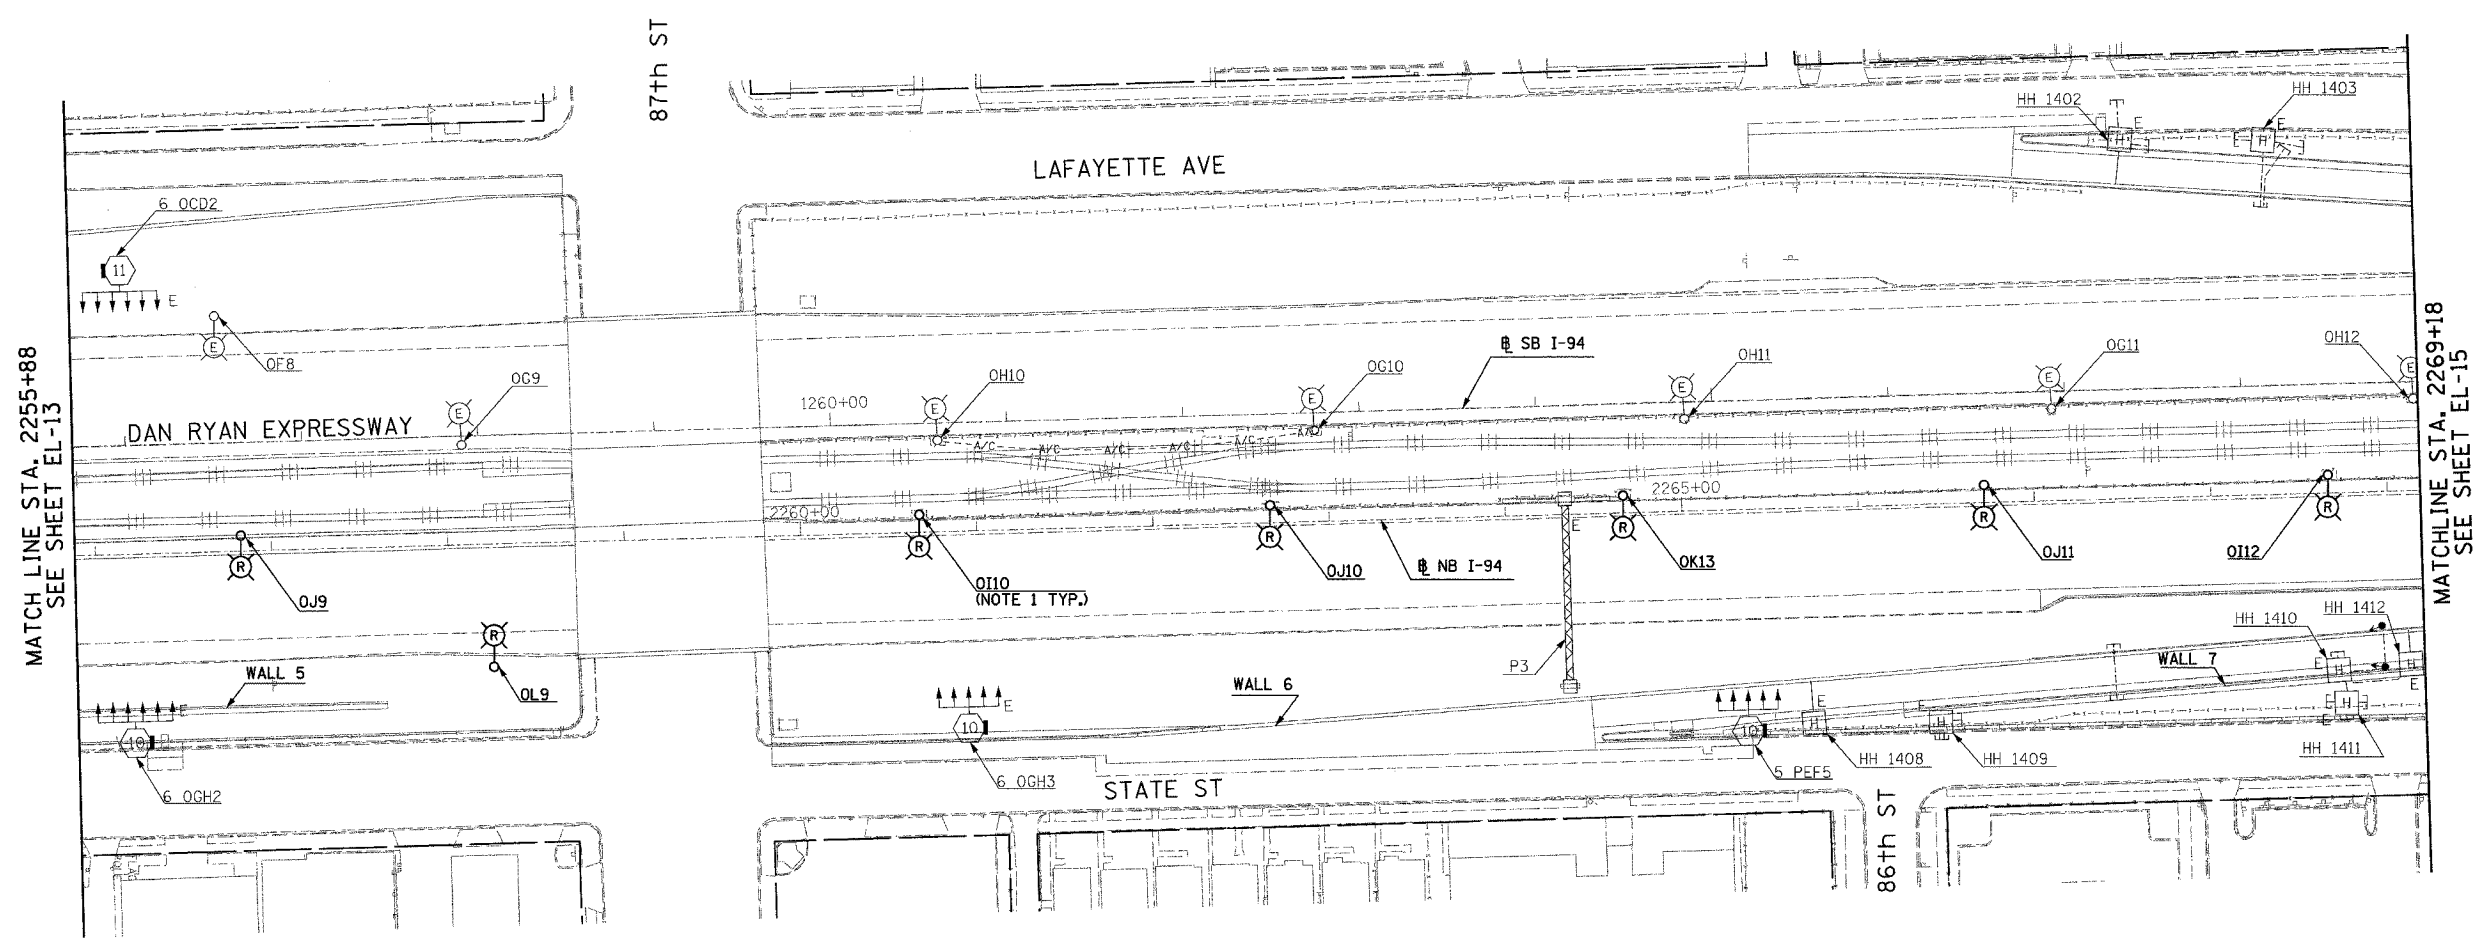 87th ST
HH 1402
HH 1403
E
E
E
H
H
LAFAYETTE AVE
6 OCD2
11
E
E
OF8
MATCH LINE STA. 2255+88
SEE SHEET EL-13
MATCHLINE STA. 2269+18
SEE SHEET EL-15
OG9
E
DAN RYAN EXPRESSWAY
1260+00
OH10
E
E
OG10
℄ SB I-94
E
OH11
E
OG11
OH12
E
A/C
A/C
A/C
A/C
A/C
2260+00
2265+00
E
R
OJ9
R
OI10
(NOTE 1 TYP.)
R
OJ10
℄ NB I-94
R
OK13
R
OJ11
R
OI12
R
OL9
WALL 5
E
10
6 OGH2
E
10
6 OGH3
WALL 6
P3
STATE ST
10
5 PEF5
E
H
HH 1408
E
H
HH 1409
WALL 7
HH 1410
HH 1412
E
H
H
E
H
E
HH 1411
86th ST